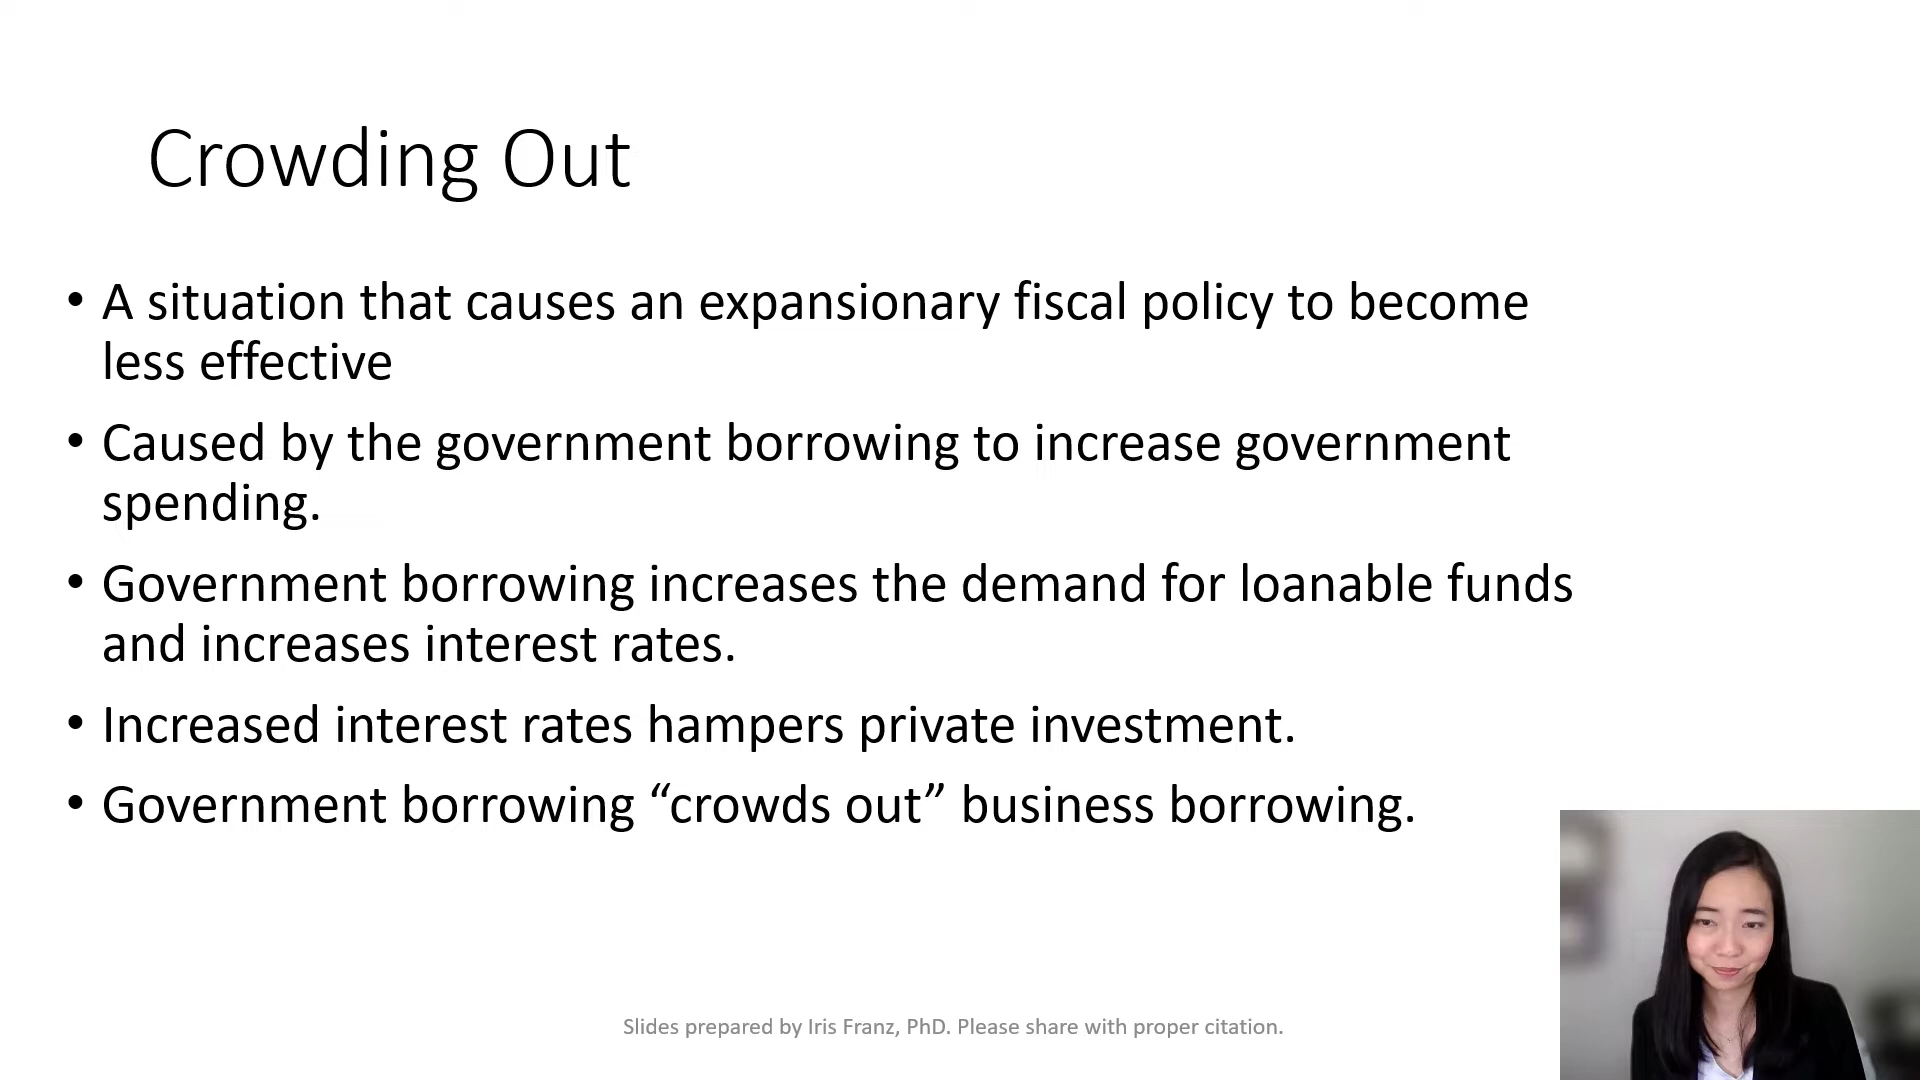 Crowding Out
• A situation that causes an expansionary fiscal policy to become
less effective
• Caused by the government borrowing to increase government
spending.
• Government borrowing increases the demand for loanable funds
and increases interest rates.
• Increased interest rates hampers private investment.
• Government borrowing “crowds out” business borrowing.
Slides prepared by Iris Franz, PhD. Please share with proper citation.